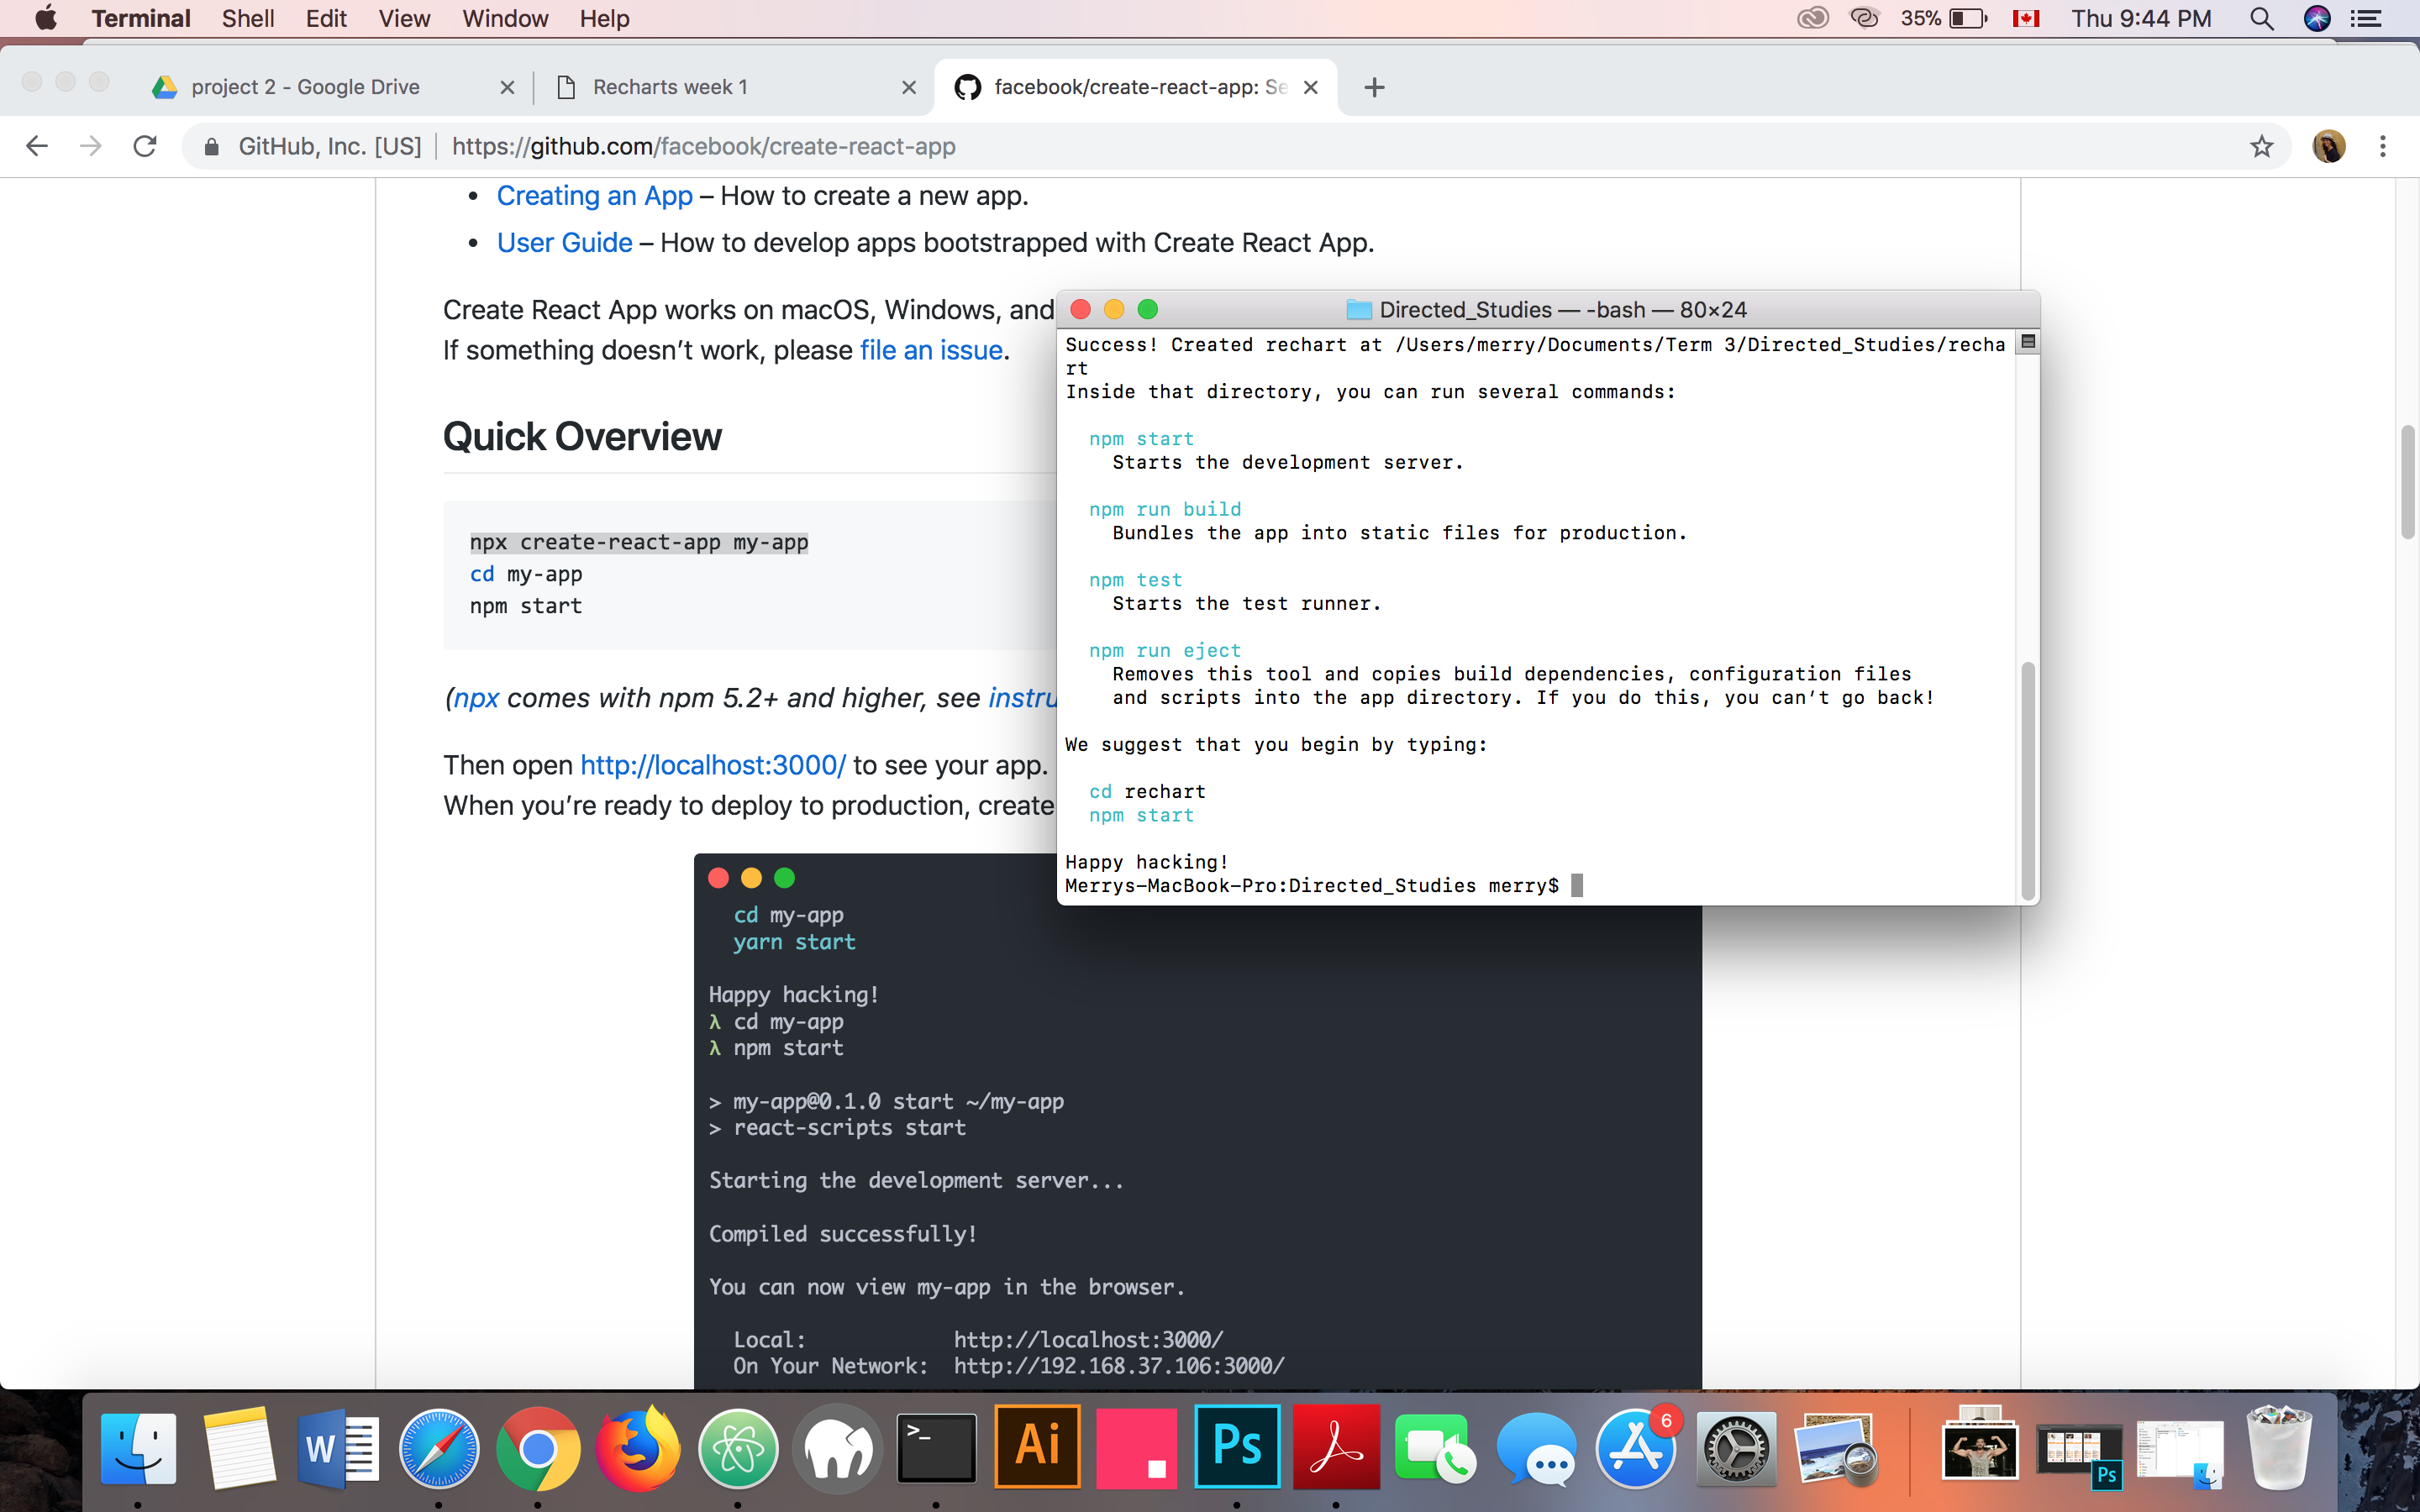 Terminal Shell Edit View Window Help 35% Thu 9:44 PM
project 2 - Google Drive Recharts week 1 facebook/create-react-app: Se
GitHub, Inc. [US] https://github.com/facebook/create-react-app
• Creating an App – How to create a new app.
• User Guide – How to develop apps bootstrapped with Create React App.
Create React App works on macOS, Windows, and
If something doesn’t work, please file an issue.
Quick Overview
npx create-react-app my-app
cd my-app
npm start
(npx comes with npm 5.2+ and higher, see instru
Then open http://localhost:3000/ to see your app.
When you’re ready to deploy to production, create
cd my-app
yarn start
Happy hacking!
λ cd my-app
λ npm start
> my-app@0.1.0 start ~/my-app
> react-scripts start
Starting the development server...
Compiled successfully!
You can now view my-app in the browser.
Local: http://localhost:3000/
On Your Network: http://192.168.37.106:3000/
Directed_Studies — -bash — 80×24
Success! Created rechart at /Users/merry/Documents/Term 3/Directed_Studies/recha
rt
Inside that directory, you can run several commands:
npm start
Starts the development server.
npm run build
Bundles the app into static files for production.
npm test
Starts the test runner.
npm run eject
Removes this tool and copies build dependencies, configuration files
and scripts into the app directory. If you do this, you can’t go back!
We suggest that you begin by typing:
cd rechart
npm start
Happy hacking!
Merrys-MacBook-Pro:Directed_Studies merry$
W >_ Ai Ps 6 Ps